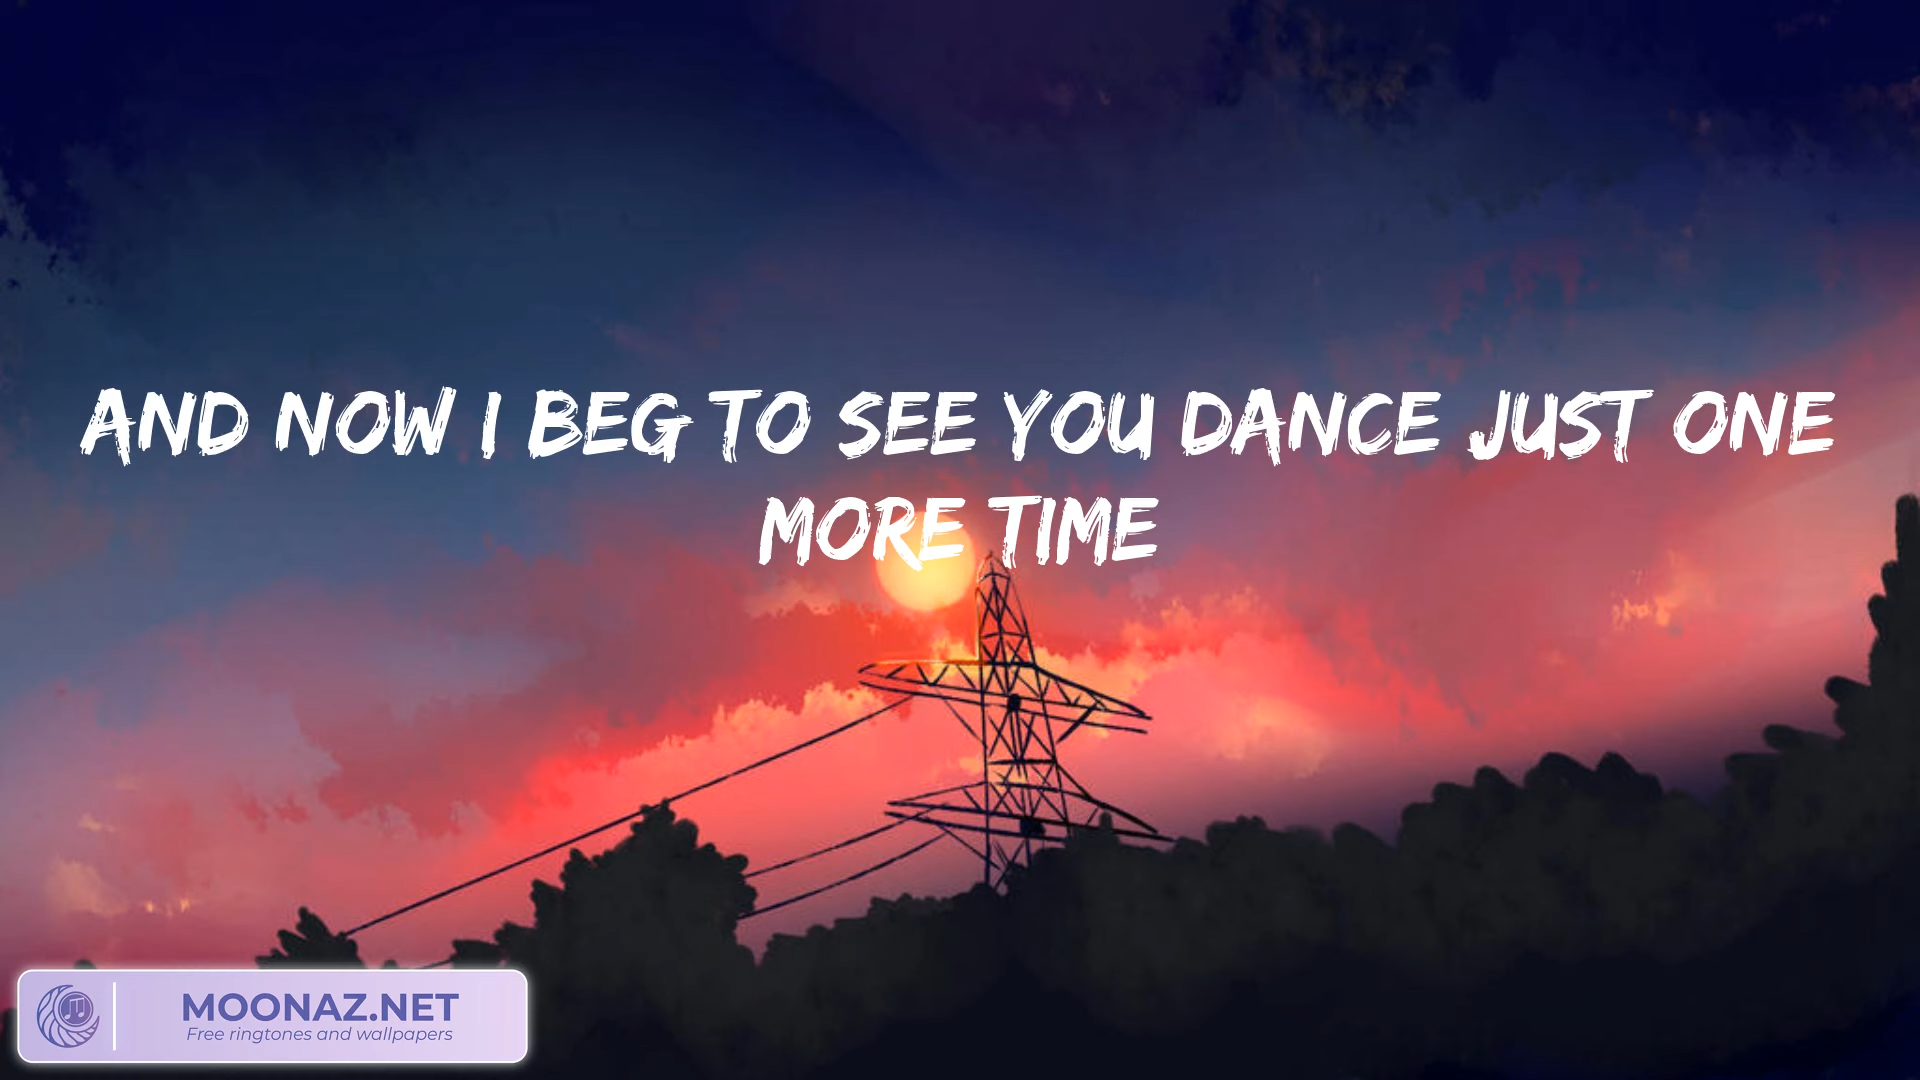 AND NOW I BEG TO SEE YOU DANCE JUST ONE
MORE TIME
MOONAZ.NET
Free ringtones and wallpapers